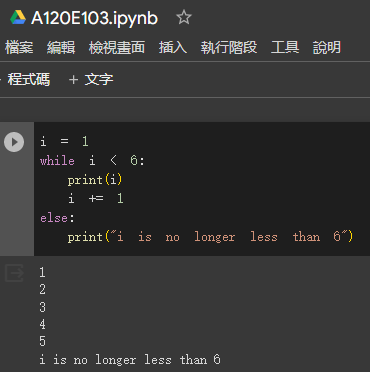 A120E103.ipynb
檔案 編輯 檢視畫面 插入 執行階段 工具 說明
程式碼 + 文字
i = 1
while i < 6:
    print(i)
    i += 1
else:
    print("i is no longer less than 6")
1
2
3
4
5
i is no longer less than 6